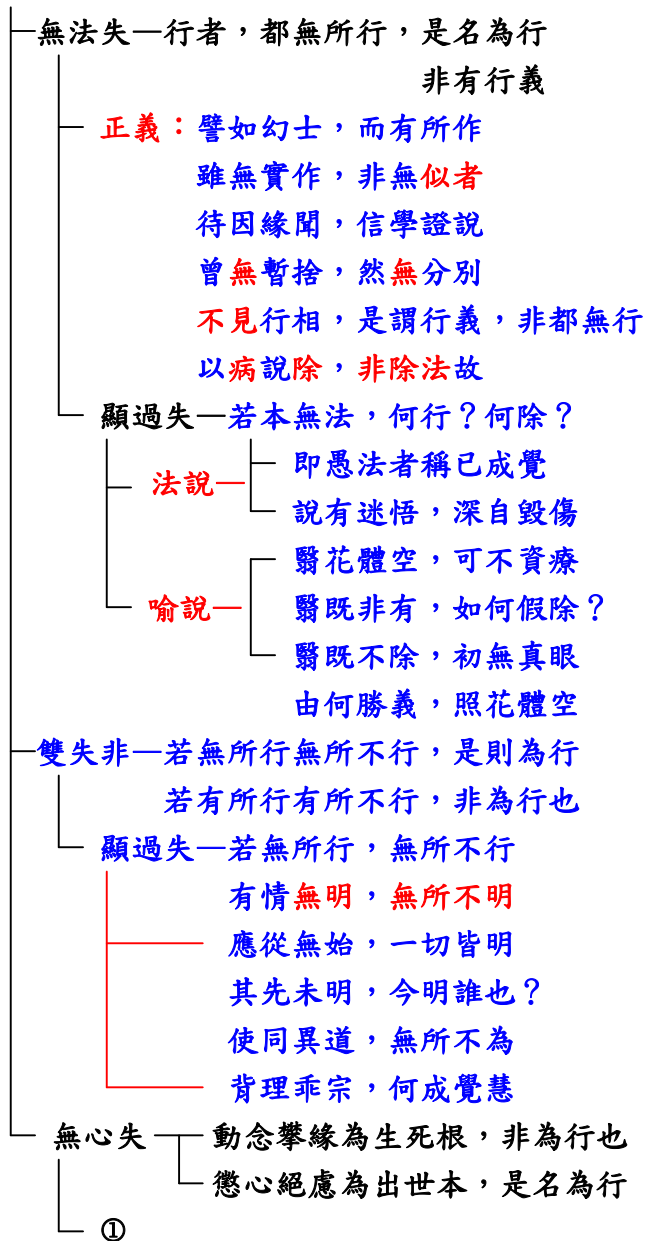 無法失—行者，都無所行，是名為行
非有行義
正義：譬如幻士，而有所作
雖無實作，非無似者
待因緣聞，信學證說
曾無暫捨，然無分別
不見行相，是謂行義，非都無行
以病說除，非除法故
顯過失—若本無法，何行？何除？
法說—即愚法者稱已成覺
說有迷悟，深自毀傷
喻說—翳花體空，可不資療
翳既非有，如何假除？
翳既不除，初無真眼
由何勝義，照花體空
雙失非—若無所行無所不行，是則為行
若有所行有所不行，非為行也
顯過失—若無所行，無所不行
有情無明，無所不明
應從無始，一切皆明
其先未明，今明誰也？
使同異道，無所不為
背理乖宗，何成覺慧
無心失—動念攀緣為生死根，非為行也
懲心絕慮為出世本，是名為行
①